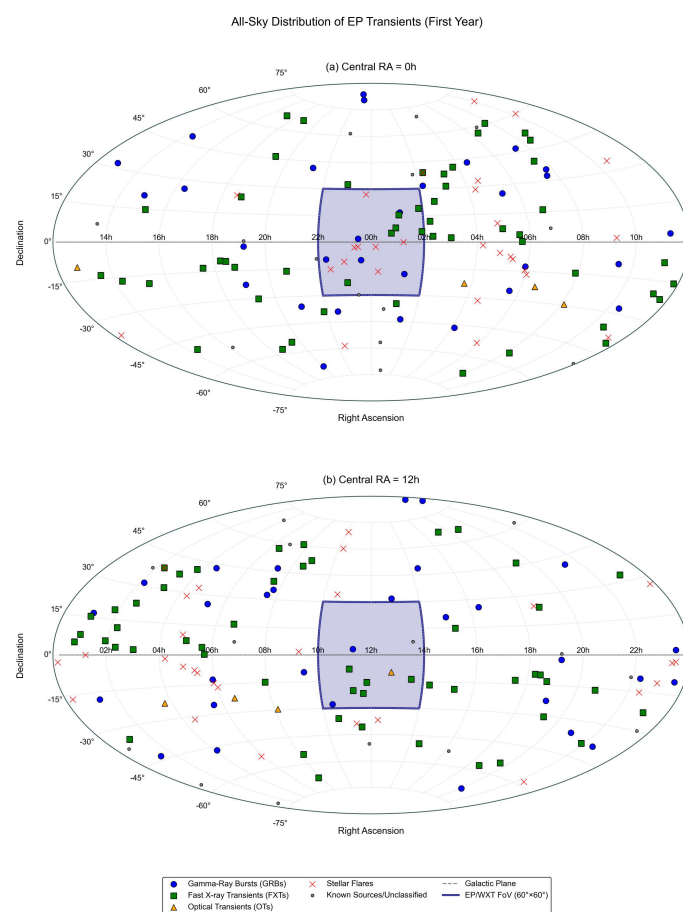 All-Sky Distribution of EP Transients (First Year)
(a) Central RA = 0h
75°
60°
45°
30°
15°
0°
-15°
-30°
-45°
-60°
-75°
14h 16h 18h 20h 22h 00h 02h 04h 06h 08h 10h
Declination
Right Ascension
(b) Central RA = 12h
75°
60°
45°
30°
15°
0°
-15°
-30°
-45°
-60°
-75°
02h 04h 06h 08h 10h 12h 14h 16h 18h 20h 22h
Declination
Right Ascension
Gamma-Ray Bursts (GRBs)
Fast X-ray Transients (FXTs)
Optical Transients (OTs)
Stellar Flares
Known Sources/Unclassified
Galactic Plane
EP/WXT FoV (60°×60°)